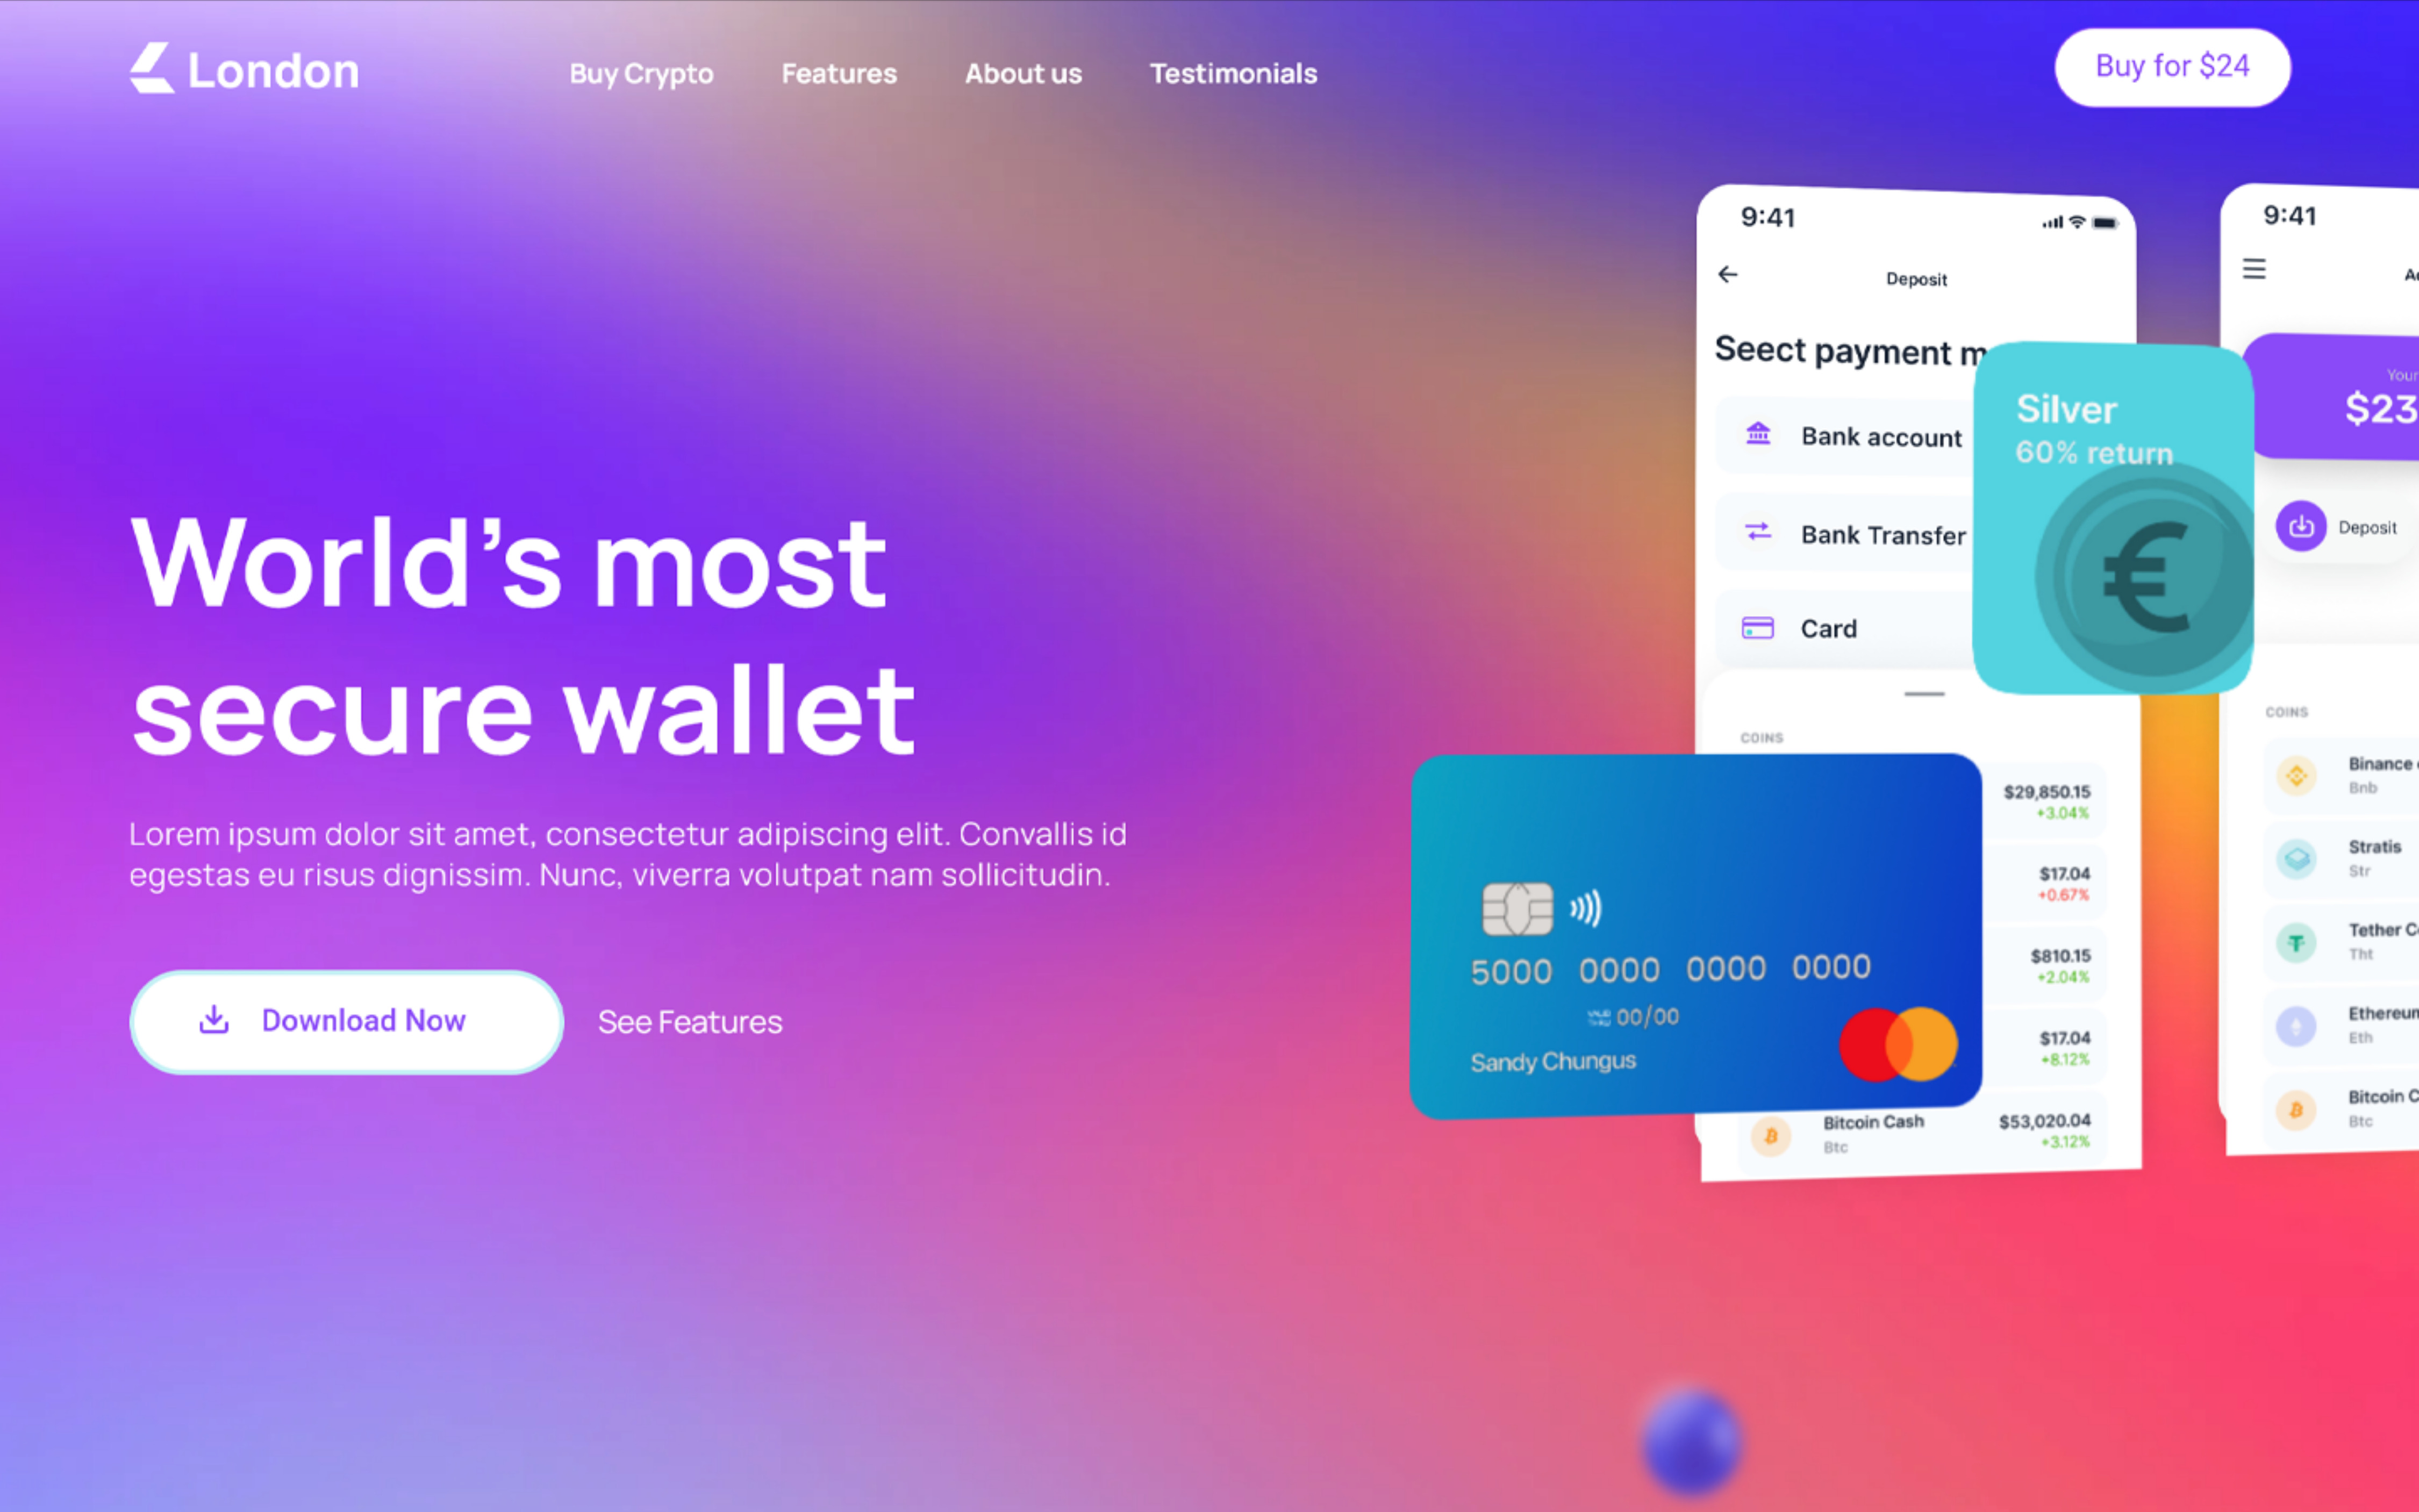 London
Buy Crypto
Features
About us
Testimonials
Buy for $24
World's most
secure wallet
Lorem ipsum dolor sit amet, consectetur adipiscing elit. Convallis id
egestas eu risus dignissim. Nunc, viverra volutpat nam sollicitudin.
Download Now
See Features
9:41
Deposit
Seect payment m
Bank account
Bank Transfer
Card
Silver
60% return
€
COINS
$29,850.15
+3.04%
$17.04
+0.67%
$810.15
+2.04%
$17.04
+8.12%
Bitcoin Cash
Btc
$53,020.04
+3.12%
5000 0000 0000 0000
VALID
THRU
00/00
Sandy Chungus
9:41
Your
$23
Deposit
COINS
Binance
Bnb
Stratis
Str
Tether
Tht
Ethereum
Eth
Bitcoin C
Btc